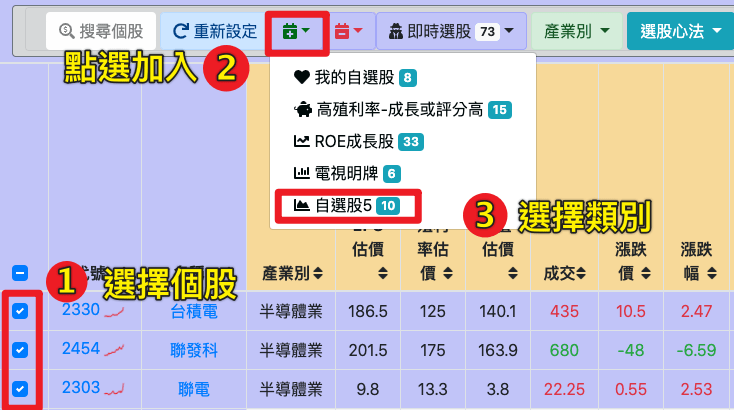 搜尋個股 重新設定 即時選股 73 產業別 選股心法
點選加入 2
我的自選股 8
高殖利率-成長或評分高 15
ROE成長股 33
電視明牌 6
自選股5 10
3 選擇類別
1 選擇個股
估價 率估 估價 漲跌 漲跌
產業別 價 成交 價 幅
2330 台積電 半導體業 186.5 125 140.1 435 10.5 2.47
2454 聯發科 半導體業 201.5 175 163.9 680 -48 -6.59
2303 聯電 半導體業 9.8 13.3 3.8 22.25 0.55 2.53